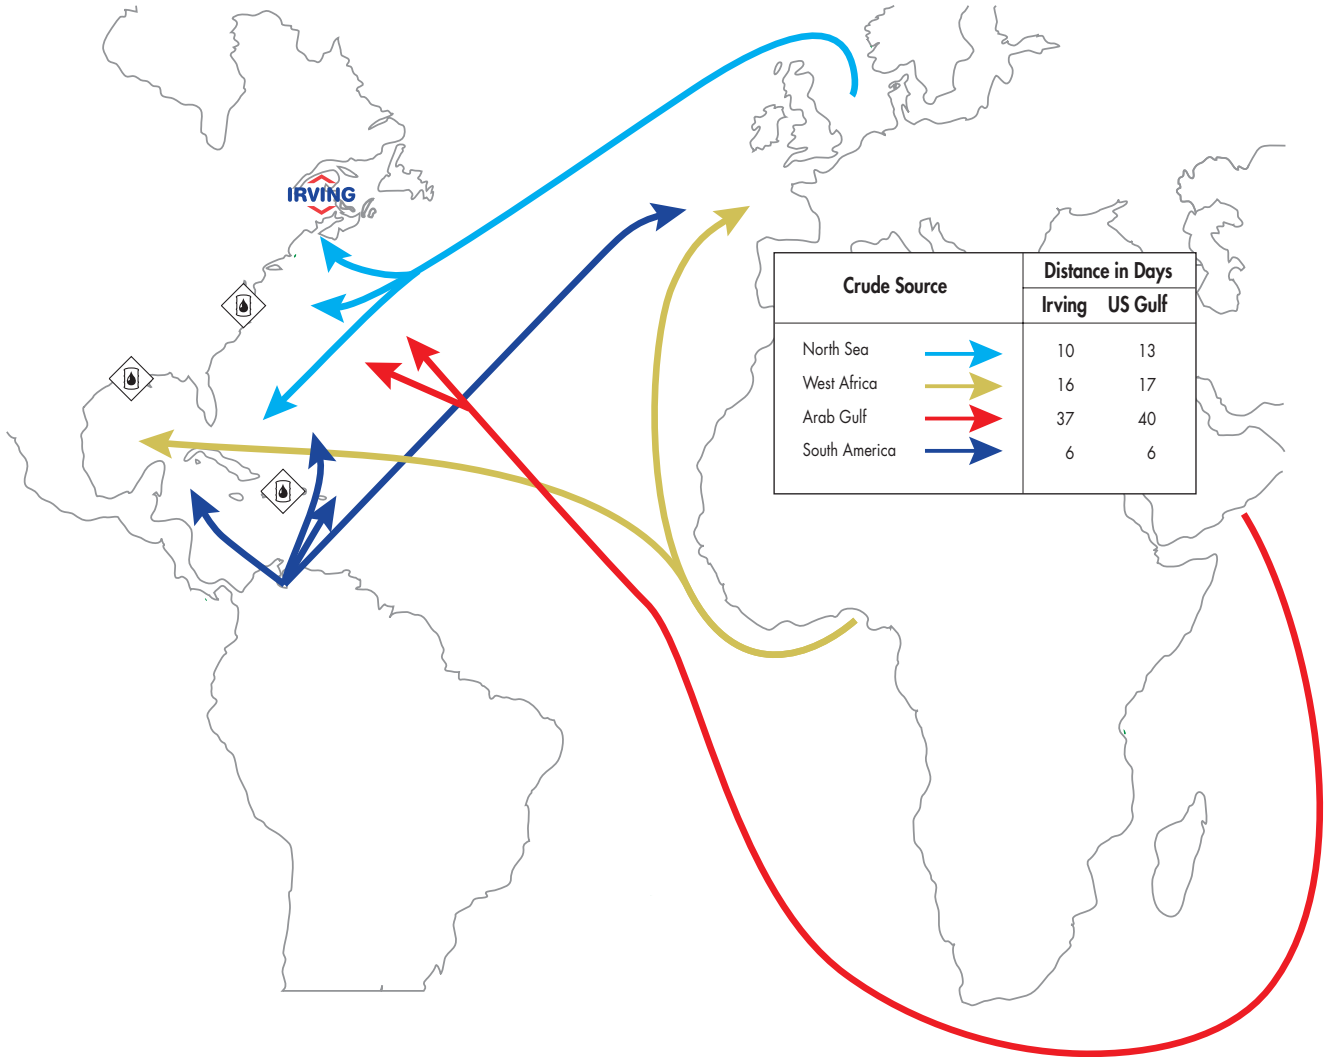 IRVING
Crude Source
Distance in Days
Irving US Gulf
North Sea 10 13
West Africa 16 17
Arab Gulf 37 40
South America 6 6